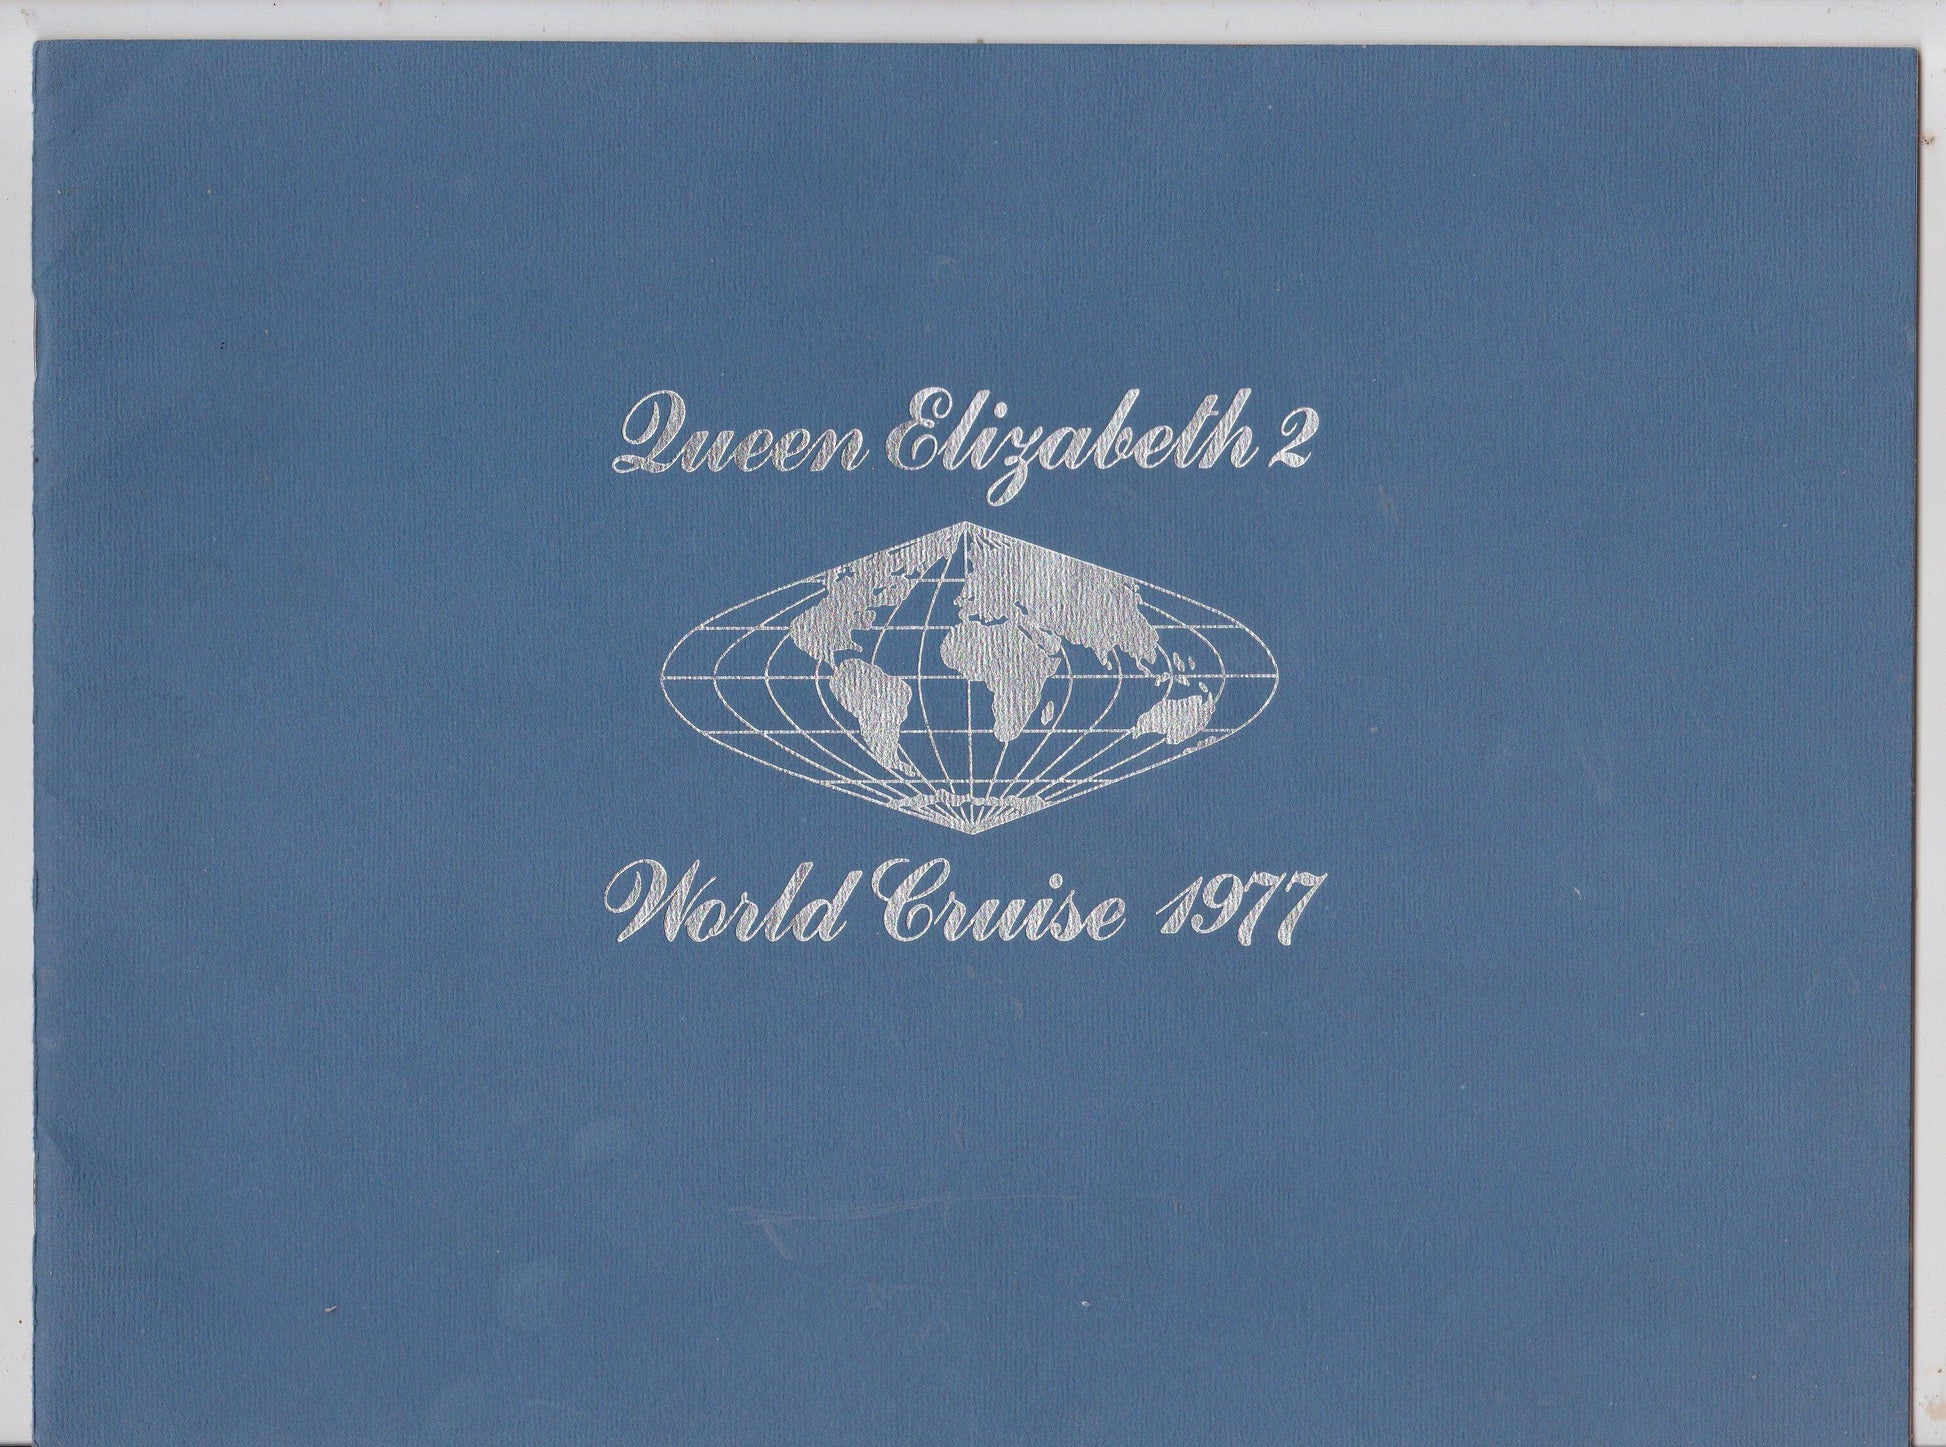 Queen Elizabeth 2
World Cruise 1977